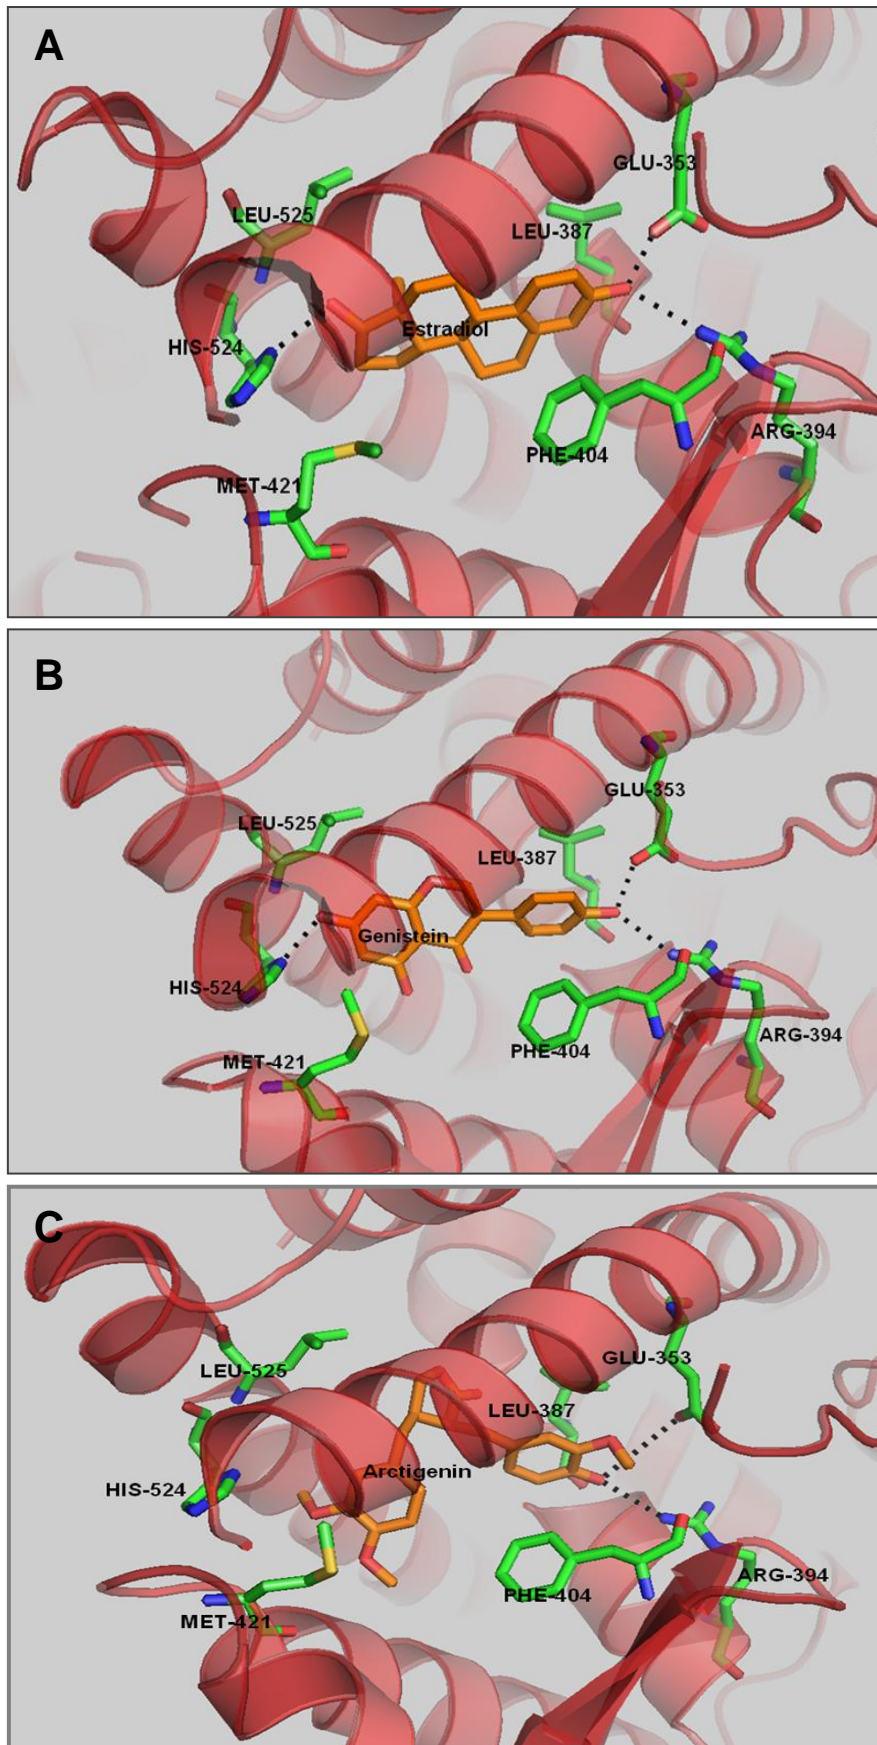 A
GLU-353
LEU-525
LEU-387
Estradiol
HIS-524
ARG-394
PHE-404
MET-421
B
GLU-353
LEU-525
LEU-387
Genistein
HIS-524
ARG-394
PHE-404
MET-421
C
GLU-353
LEU-525
LEU-387
Arctigenin
HIS-524
ARG-394
PHE-404
MET-421